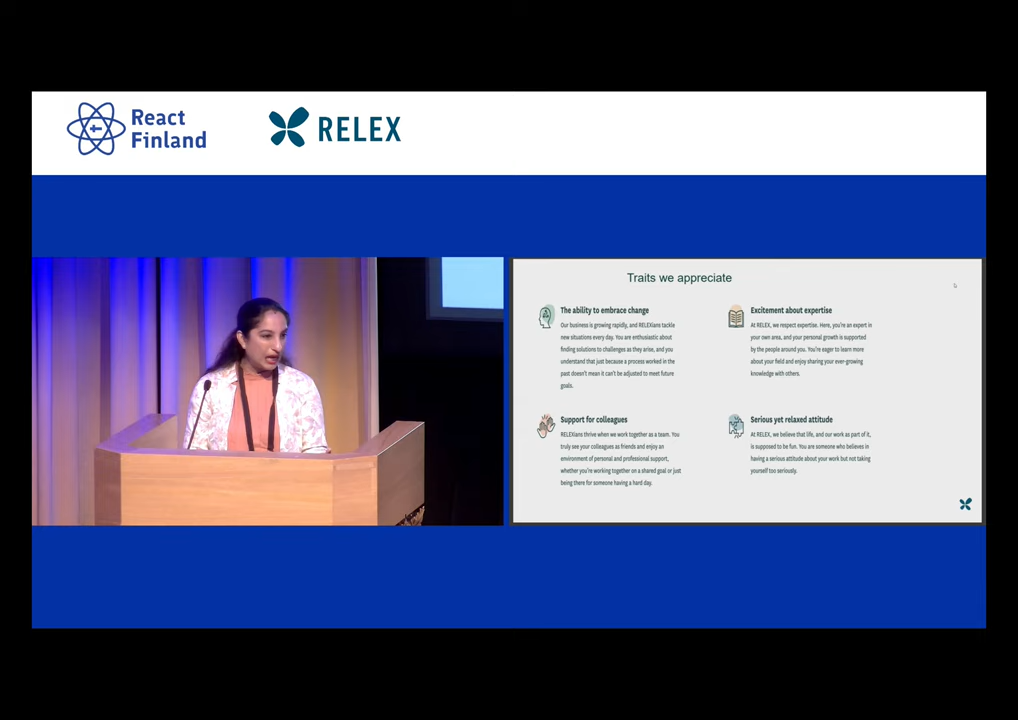 React
Finland
RELEX
Traits we appreciate
The ability to embrace change
Our business is growing rapidly, and RELEXians tackle
new situations every day. You are enthusiastic about
finding solutions to challenges as they arise, and you
understand that just because a process worked in the
past doesn't mean it can't be adjusted to meet future
goals.
Excitement about expertise
At RELEX, we respect expertise. Here, you're an expert in
your own area, and your personal growth is supported
by the people around you. You're eager to learn more
about your field and enjoy sharing your ever-growing
knowledge with others.
Support for colleagues
RELEXians thrive when we work together as a team. You
truly see your colleagues as friends and enjoy an
environment of personal and professional support,
whether you're working together on a shared goal or just
being there for someone having a hard day.
Serious yet relaxed attitude
At RELEX, we believe that life, and our work as part of it,
is supposed to be fun. You are someone who believes in
having a serious attitude about your work but not taking
yourself too seriously.